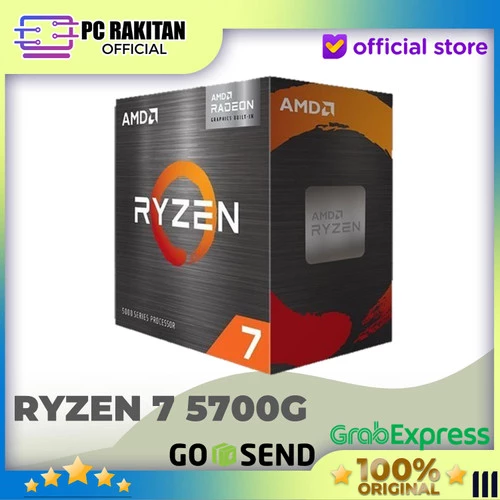 PC RAKITAN
OFFICIAL
official store
AMD
AMD
RADEON
GRAPHICS BUILT-IN
AMD
RYZEN
AMD
RYZEN
5000 SERIES PROCESSOR
7
RYZEN 7 5700G
GO SEND
GrabExpress
100%
ORIGINAL